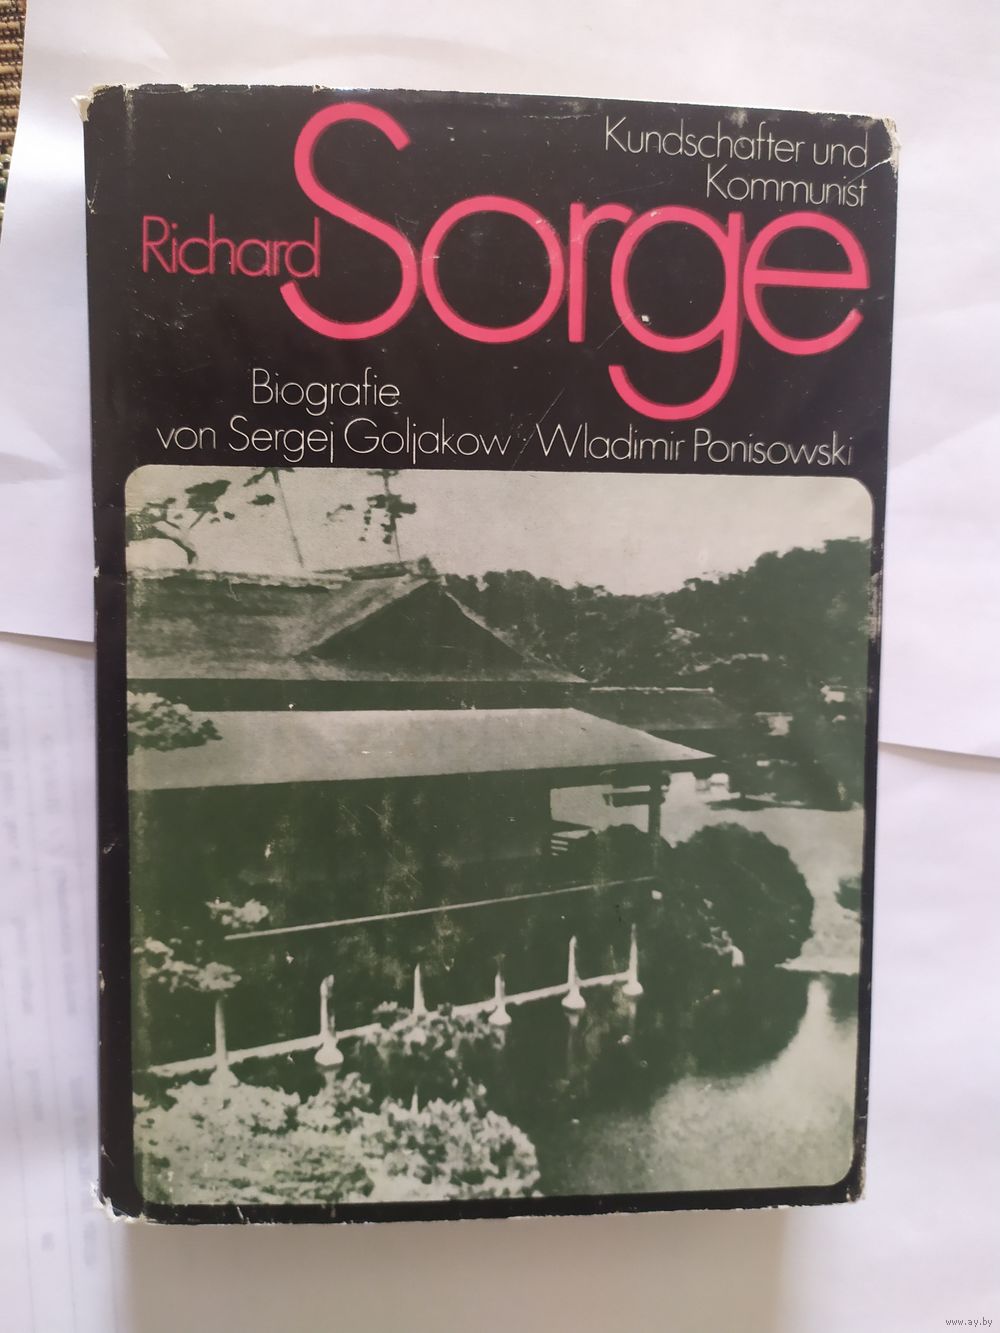 Kundschafter und
Kommunist
Richard Sorge
Biografie
von Sergej Goljakow / Wladimir Ponisowski
www.ay.by